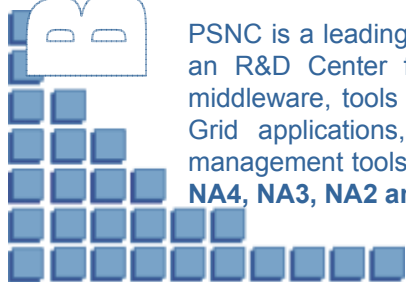 B
PSNC is a leading
an R&D Center
middleware, tools
Grid applications,
management tools
NA4, NA3, NA2